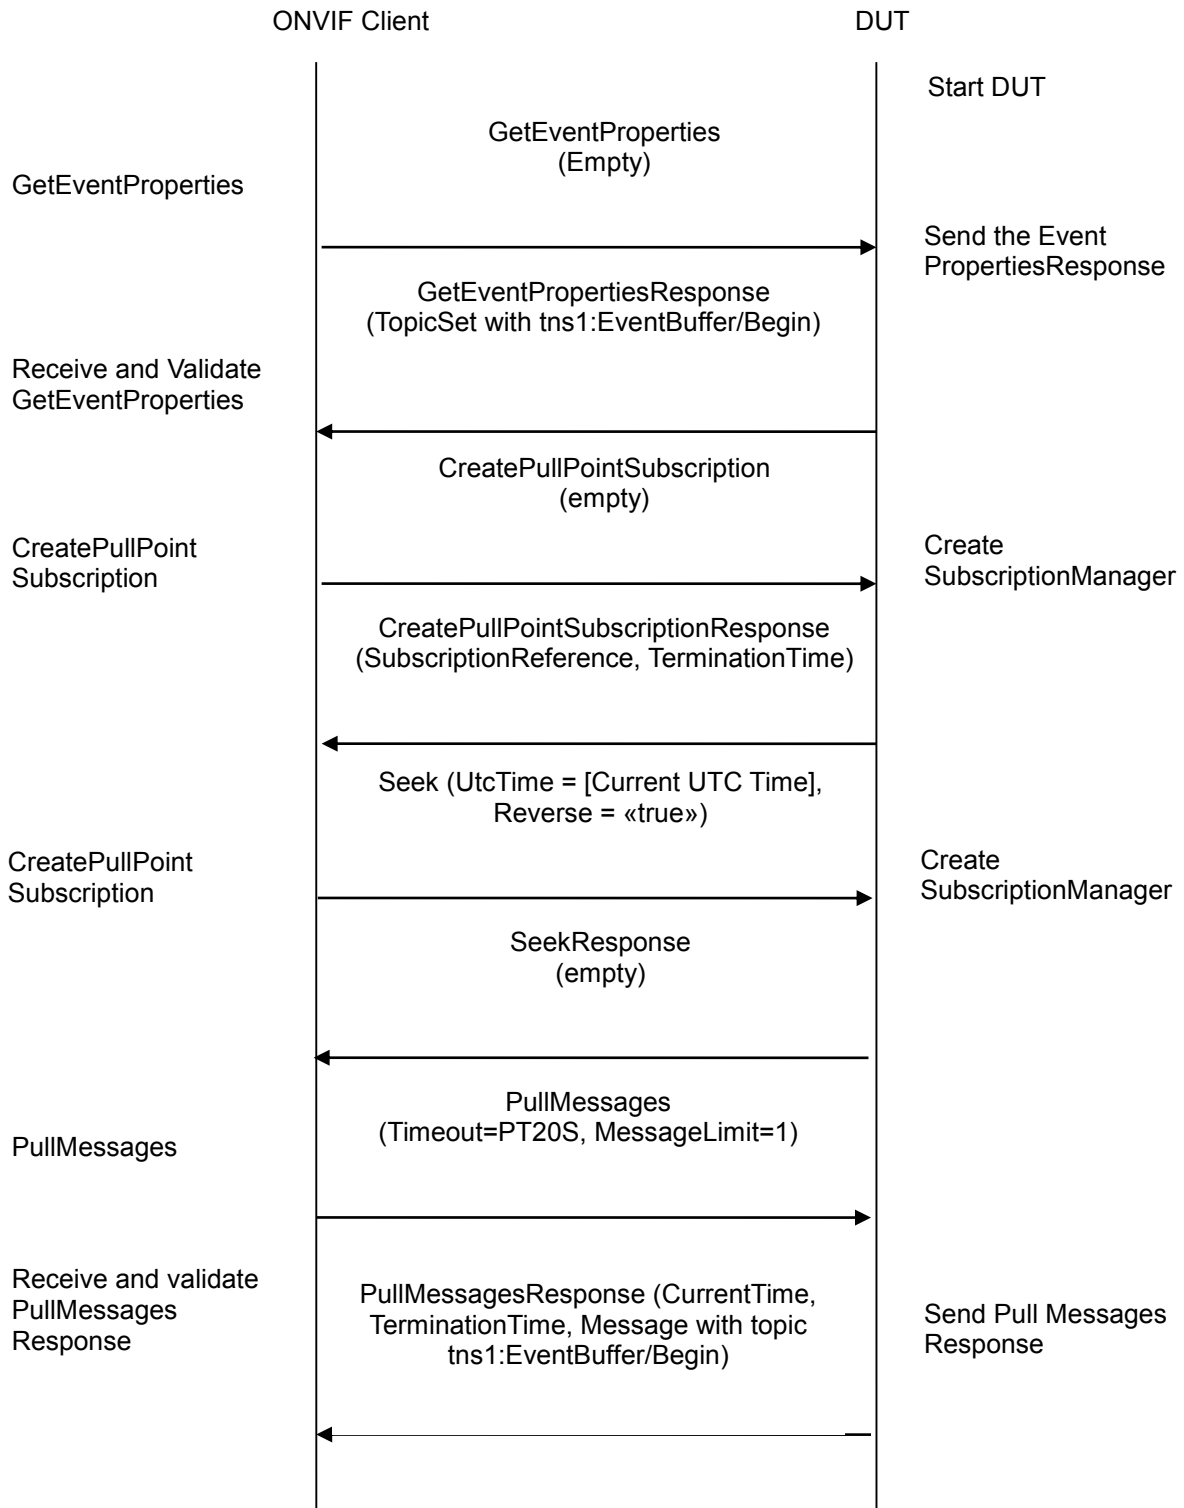 ONVIF Client
DUT
Start DUT
GetEventProperties
(Empty)
GetEventProperties
Send the Event
PropertiesResponse
GetEventPropertiesResponse
(TopicSet with tns1:EventBuffer/Begin)
Receive and Validate
GetEventProperties
CreatePullPointSubscription
(empty)
CreatePullPoint
Subscription
Create
SubscriptionManager
CreatePullPointSubscriptionResponse
(SubscriptionReference, TerminationTime)
Seek (UtcTime = [Current UTC Time],
Reverse = «true»)
CreatePullPoint
Subscription
Create
SubscriptionManager
SeekResponse
(empty)
PullMessages
(Timeout=PT20S, MessageLimit=1)
PullMessages
Receive and validate
PullMessages
Response
PullMessagesResponse (CurrentTime,
TerminationTime, Message with topic
tns1:EventBuffer/Begin)
Send Pull Messages
Response